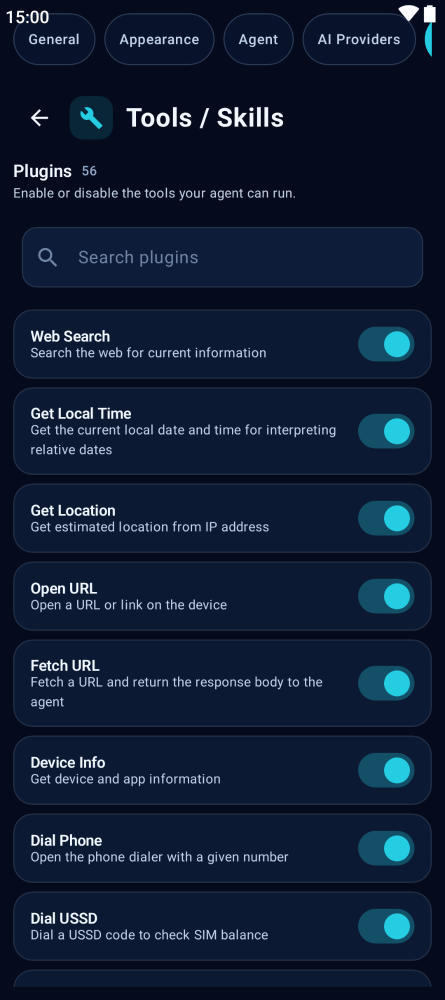 15:00
General
Appearance
Agent
AI Providers
Tools / Skills
Plugins 56
Enable or disable the tools your agent can run.
Search plugins
Web Search
Search the web for current information
Get Local Time
Get the current local date and time for interpreting
relative dates
Get Location
Get estimated location from IP address
Open URL
Open a URL or link on the device
Fetch URL
Fetch a URL and return the response body to the
agent
Device Info
Get device and app information
Dial Phone
Open the phone dialer with a given number
Dial USSD
Dial a USSD code to check SIM balance